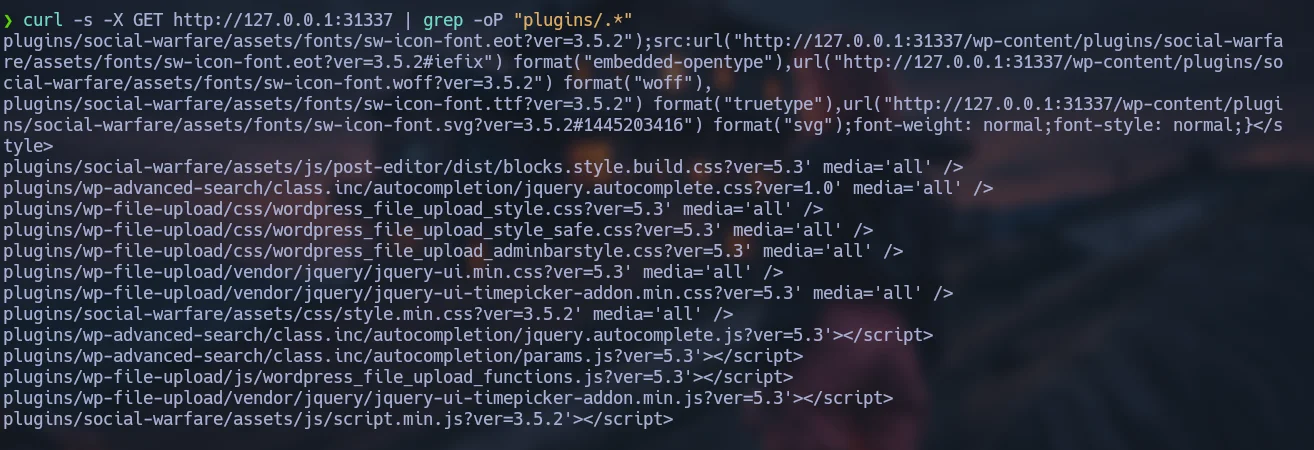 ❯ curl -s -X GET http://127.0.0.1:31337 | grep -oP "plugins/.*"
plugins/social-warfare/assets/fonts/sw-icon-font.eot?ver=3.5.2");src:url("http://127.0.0.1:31337/wp-content/plugins/social-warfa
re/assets/fonts/sw-icon-font.eot?ver=3.5.2#iefix") format("embedded-opentype"),url("http://127.0.0.1:31337/wp-content/plugins/so
cial-warfare/assets/fonts/sw-icon-font.woff?ver=3.5.2") format("woff"),
plugins/social-warfare/assets/fonts/sw-icon-font.ttf?ver=3.5.2") format("truetype"),url("http://127.0.0.1:31337/wp-content/plugi
ns/social-warfare/assets/fonts/sw-icon-font.svg?ver=3.5.2#1445203416") format("svg");font-weight: normal;font-style: normal;}</s
tyle>
plugins/social-warfare/assets/js/post-editor/dist/blocks.style.build.css?ver=5.3' media='all' />
plugins/wp-advanced-search/class.inc/autocompletion/jquery.autocomplete.css?ver=1.0' media='all' />
plugins/wp-file-upload/css/wordpress_file_upload_style.css?ver=5.3' media='all' />
plugins/wp-file-upload/css/wordpress_file_upload_style_safe.css?ver=5.3' media='all' />
plugins/wp-file-upload/css/wordpress_file_upload_adminbarstyle.css?ver=5.3' media='all' />
plugins/wp-file-upload/vendor/jquery/jquery-ui.min.css?ver=5.3' media='all' />
plugins/wp-file-upload/vendor/jquery/jquery-ui-timepicker-addon.min.css?ver=5.3' media='all' />
plugins/social-warfare/assets/css/style.min.css?ver=3.5.2' media='all' />
plugins/wp-advanced-search/class.inc/autocompletion/jquery.autocomplete.js?ver=5.3'></script>
plugins/wp-advanced-search/class.inc/autocompletion/params.js?ver=5.3'></script>
plugins/wp-file-upload/js/wordpress_file_upload_functions.js?ver=5.3'></script>
plugins/wp-file-upload/vendor/jquery/jquery-ui-timepicker-addon.min.js?ver=5.3'></script>
plugins/social-warfare/assets/js/script.min.js?ver=3.5.2'></script>